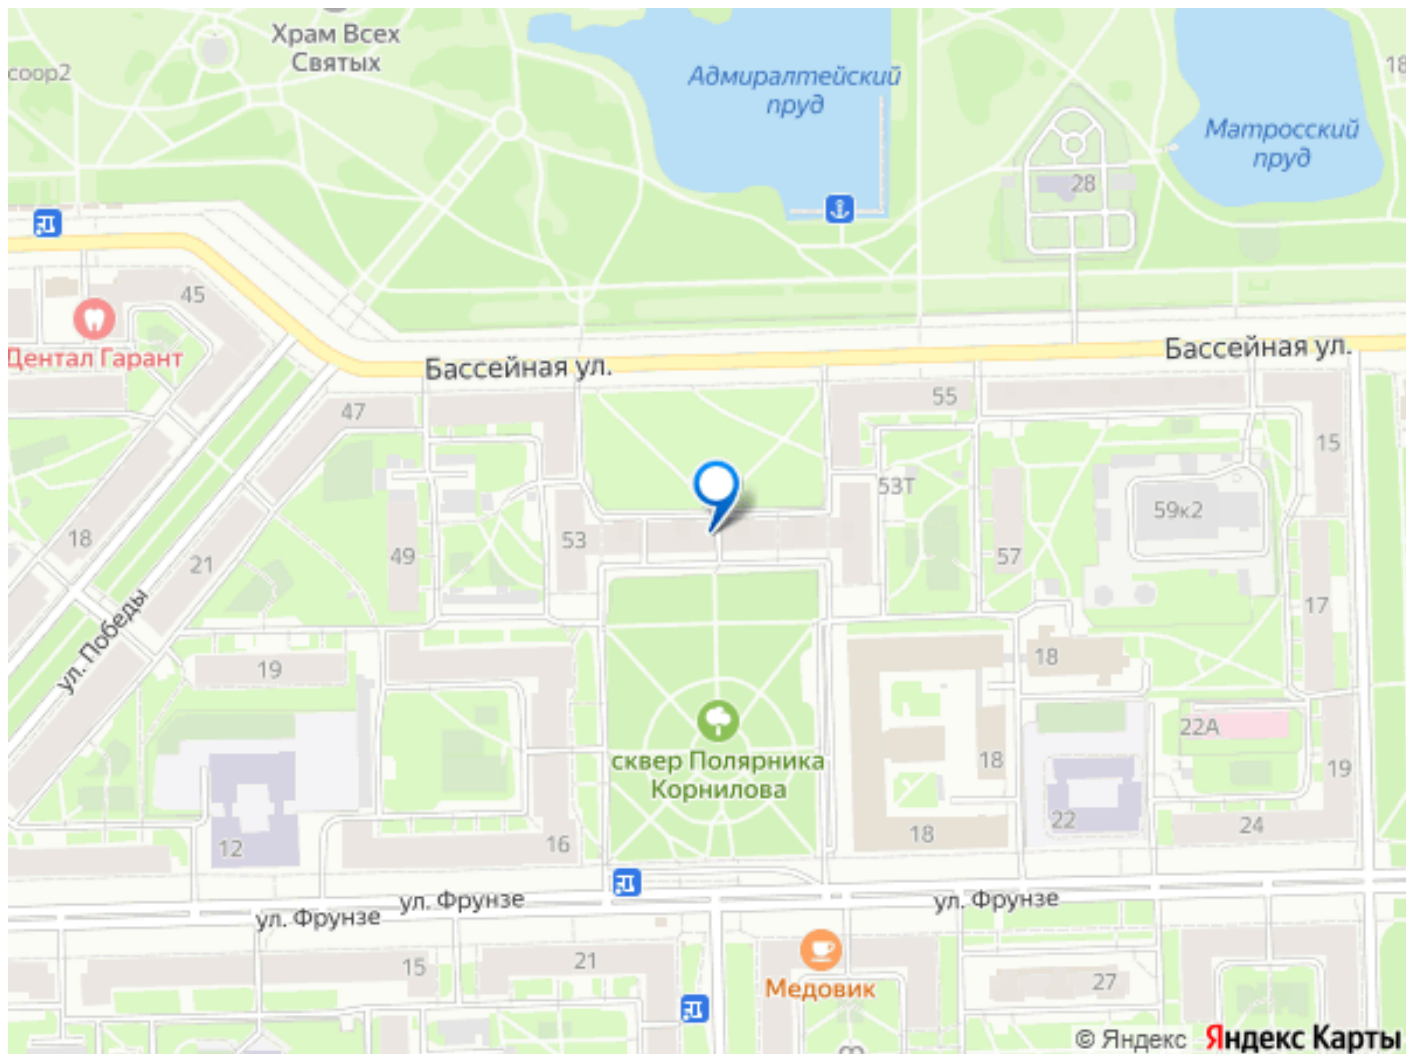 Храм Всех
Святых
соор2
Адмиралтейский
пруд
18
Матросский
пруд
28
45
Дентал Гарант
Бассейная ул.
Бассейная ул.
47
55
15
53Т
59к2
18
21
49
53
57
17
ул. Победы
19
18
22А
сквер Полярника
Корнилова
18
19
12
16
18
22
24
ул. Фрунзе
ул. Фрунзе
ул. Фрунзе
15
21
Медовик
27
© Яндекс Яндекс Карты